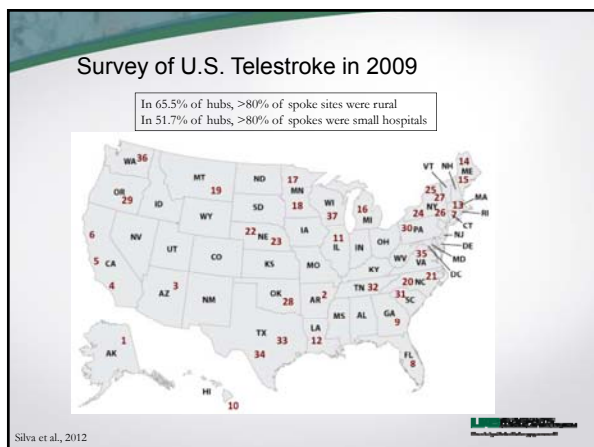 Survey of U.S. Telestroke in 2009
In 65.5% of hubs, >80% of spoke sites were rural
In 51.7% of hubs, >80% of spokes were small hospitals
WA 36
MT 19
ND
17
MN
18
VT
NH
14
ME
15
OR
29
ID
SD
WI
37
16
MI
25
27
NY
24
26
13
7
MA
RI
CT
WY
22
NE
23
IA
30
PA
NJ
6
NV
UT
CO
KS
MO
11
IL
IN
OH
WV
35
VA
DE
MD
DC
5
CA
4
KY
AZ
3
NM
OK
28
AR
2
TN 32
20
NC
21
31
SC
MS
AL
GA
9
TX
33
34
LA
12
FL
8
AK
1
HI
10
Silva et al., 2012